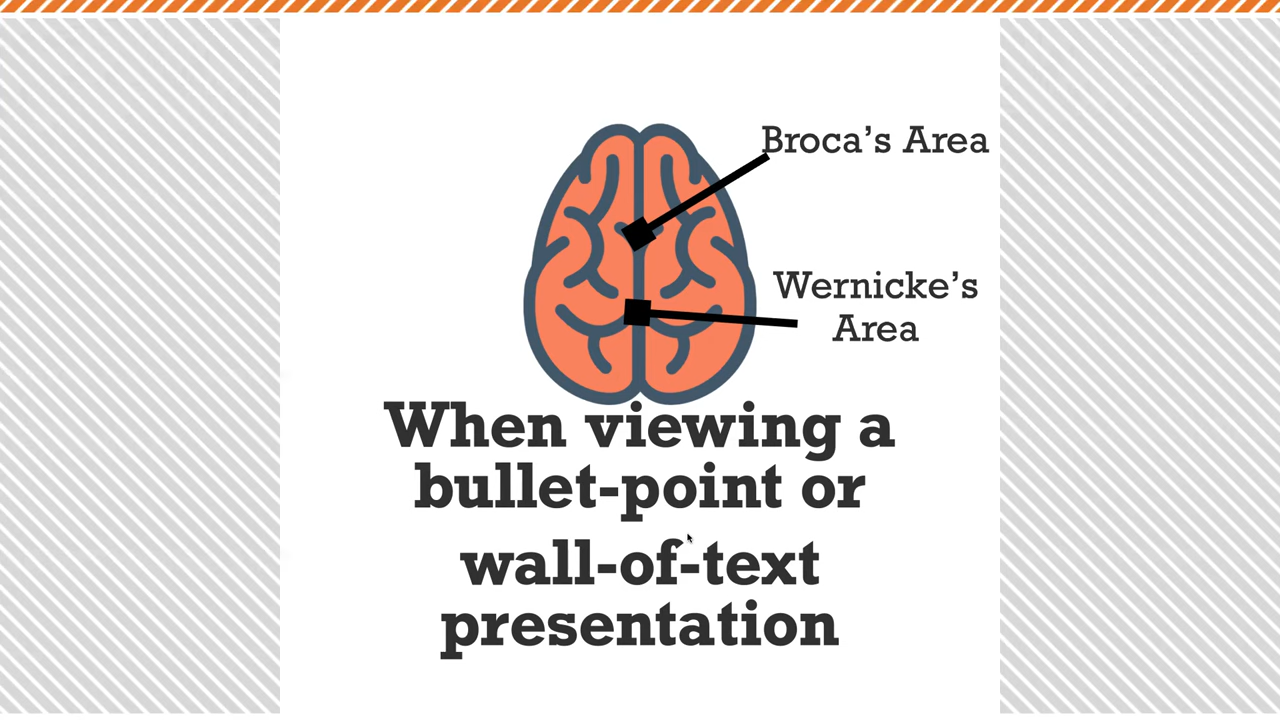 Broca's Area
Wernicke's
Area
When viewing a
bullet-point or
wall-of-text
presentation